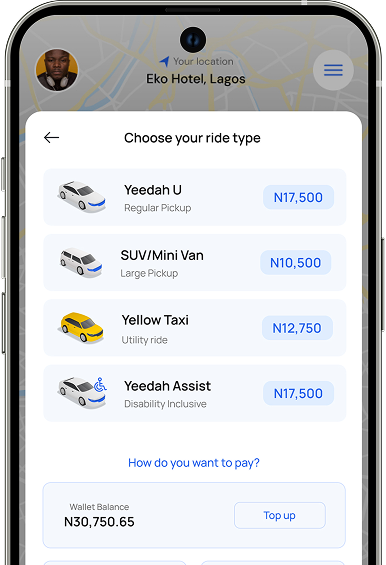 Your location
Eko Hotel, Lagos
Choose your ride type
Yeedah U
Regular Pickup
N17,500
SUV/Mini Van
Large Pickup
N10,500
Yellow Taxi
Utility ride
N12,750
Yeedah Assist
Disability Inclusive
N17,500
How do you want to pay?
Wallet Balance
N30,750.65
Top up